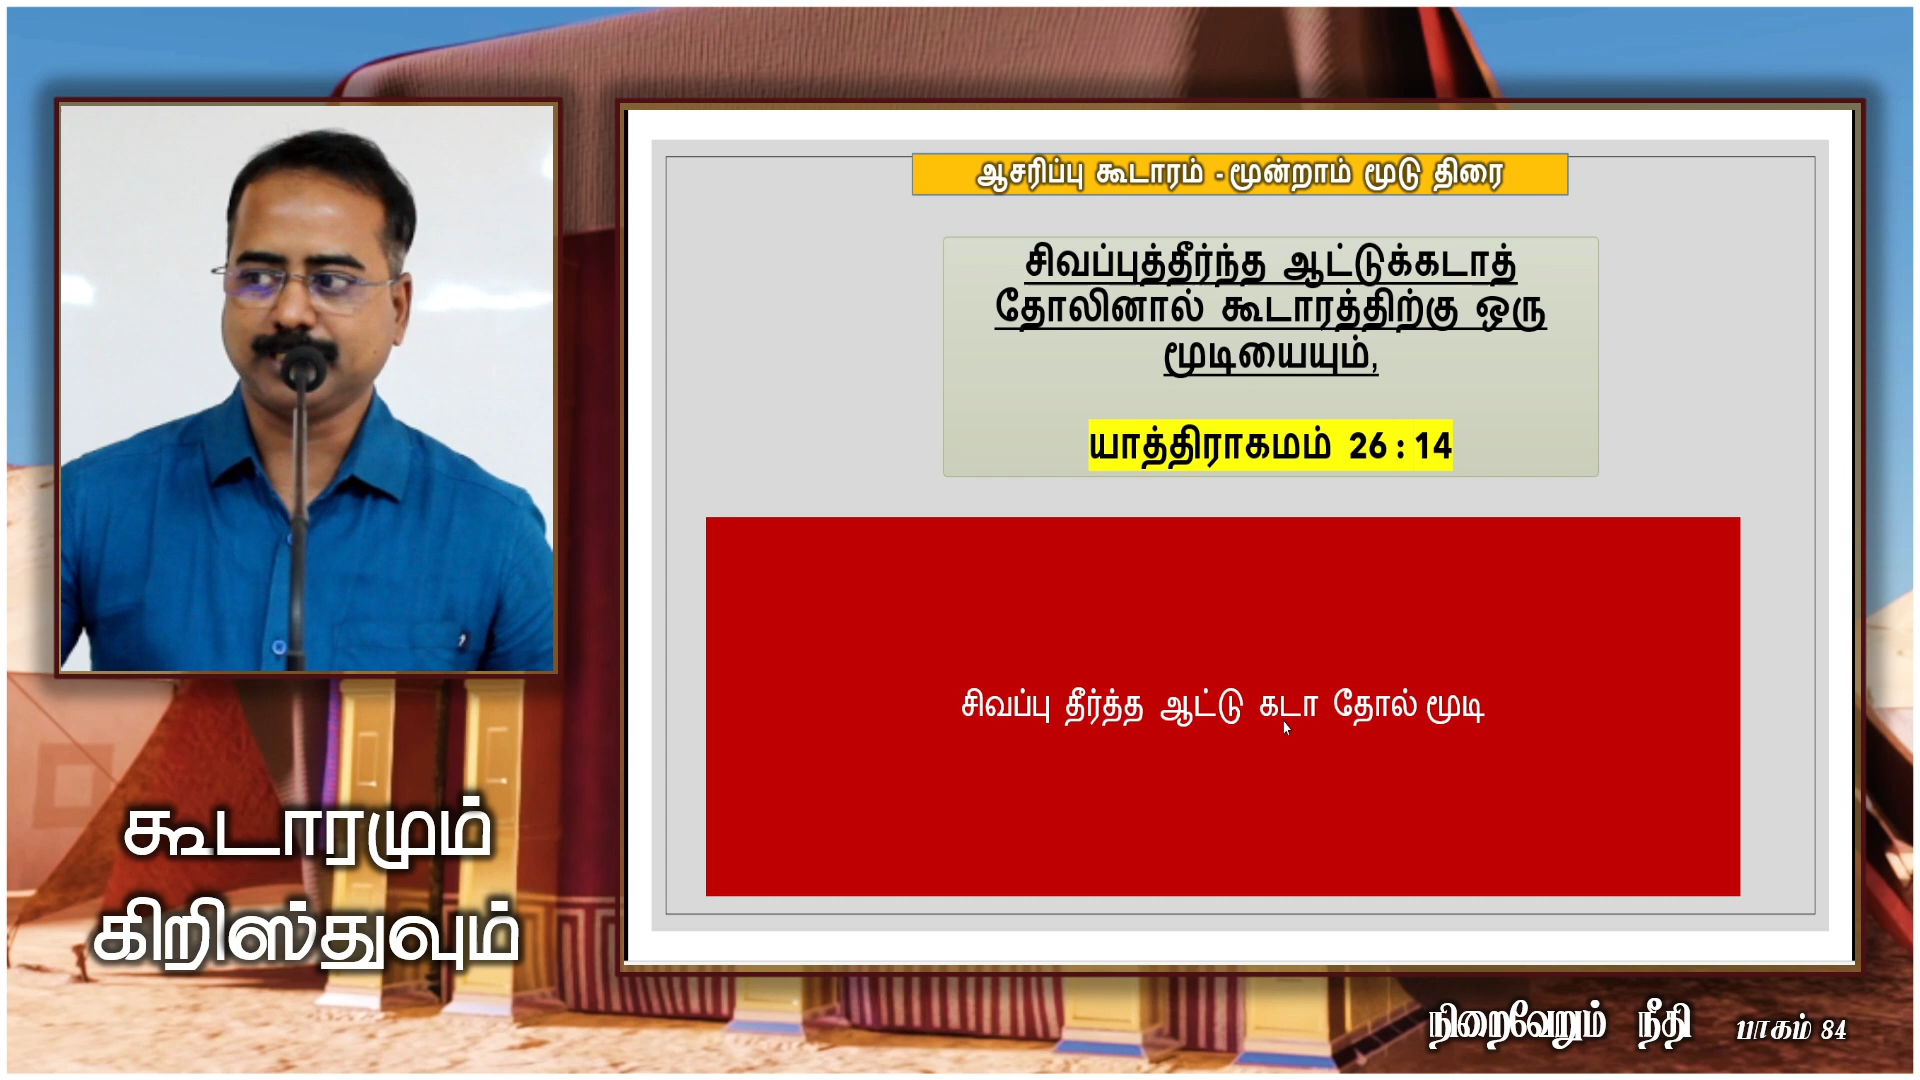 ஆசரிப்பு கூடாரம் - மூன்றாம் மூடு திரை
சிவப்புத்தீர்ந்த ஆட்டுக்கடாத்
தோலினால் கூடாரத்திற்கு ஒரு
மூடியையும்,
யாத்திராகமம் 26 : 14
சிவப்பு தீர்த்த ஆட்டு கடா தோல் மூடி
கூடாரமும்
கிறிஸ்துவும்
நிறைவேறும் நீதி பாகம் 84